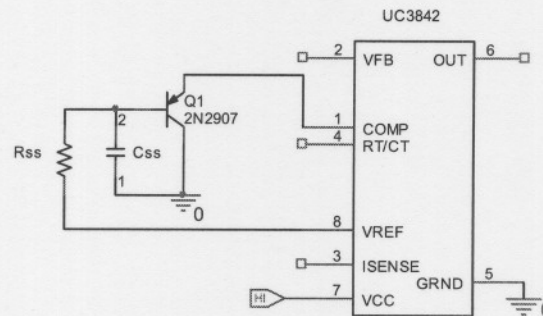 UC3842
2 VFB OUT 6
Q1
2N2907
1 COMP
4 RT/CT
2
Rss
Css
1
0
8 VREF
3 ISENSE
GRND 5
HI
7 VCC